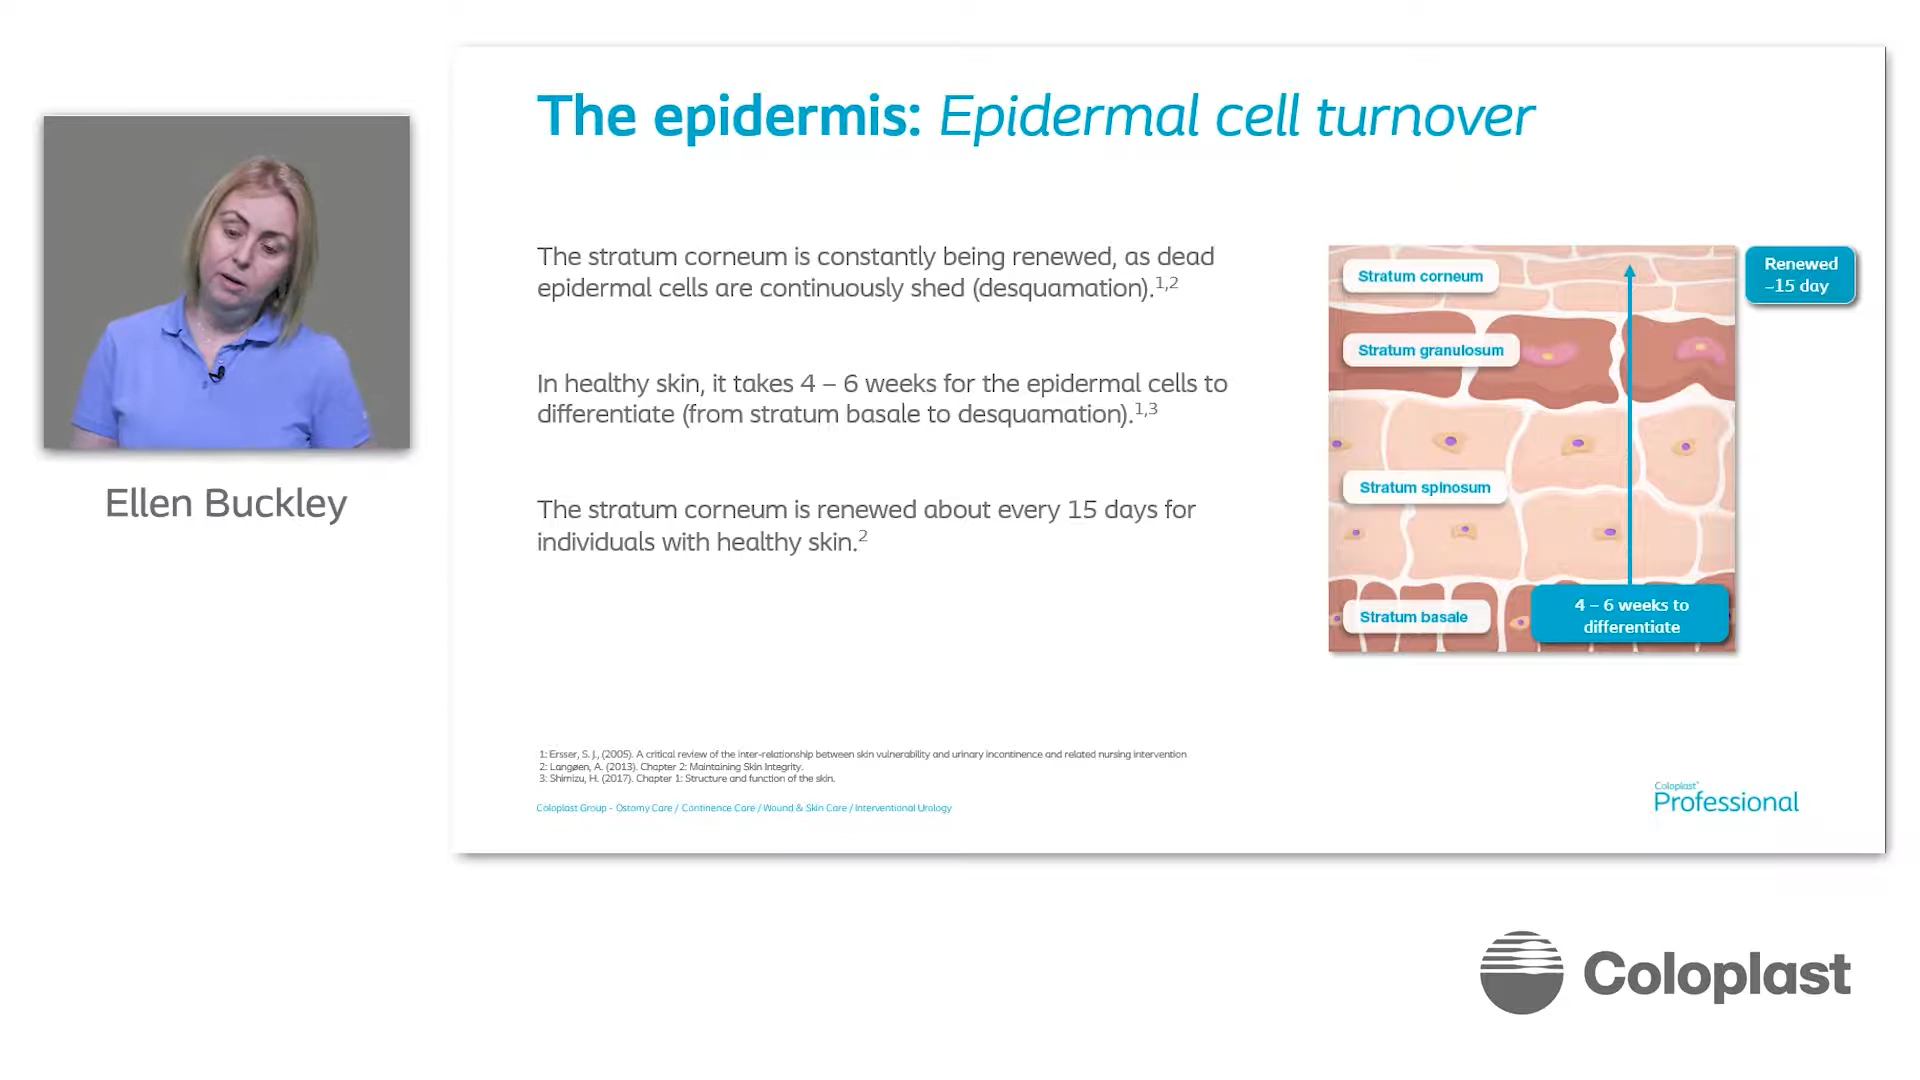 The epidermis: Epidermal cell turnover
Ellen Buckley
The stratum corneum is constantly being renewed, as dead
epidermal cells are continuously shed (desquamation).1,2
In healthy skin, it takes 4 – 6 weeks for the epidermal cells to
differentiate (from stratum basale to desquamation).1,3
The stratum corneum is renewed about every 15 days for
individuals with healthy skin.2
Stratum corneum
Stratum granulosum
Stratum spinosum
Stratum basale
Renewed
~15 day
4 – 6 weeks to
differentiate
1: Ersser, S. J., (2005). A critical review of the inter-relationship between skin vulnerability and urinary incontinence and related nursing intervention
2: Langøen, A. (2013). Chapter 2: Maintaining Skin Integrity.
3: Shimizu, H. (2017). Chapter 1: Structure and function of the skin.
Coloplast Group - Ostomy Care / Continence Care / Wound & Skin Care / Interventional Urology
Coloplast®
Professional
Coloplast